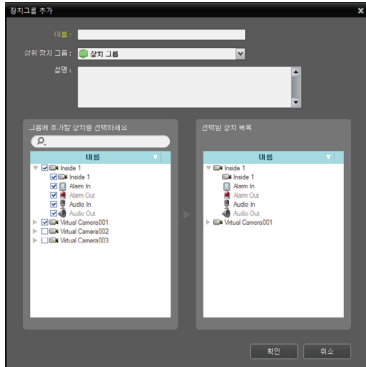 장치그룹 추가
이름:
상위 장치 그룹:
장치 그룹
설명:
그룹에 추가할 장치를 선택하세요
이름
Inside 1
Inside 1
Alarm In
Alarm Out
Audio In
Audio Out
Virtual Camera001
Virtual Camera002
Virtual Camera003
선택된 장치 목록
이름
Inside 1
Inside 1
Alarm In
Alarm Out
Audio In
Audio Out
Virtual Camera001
확인
취소